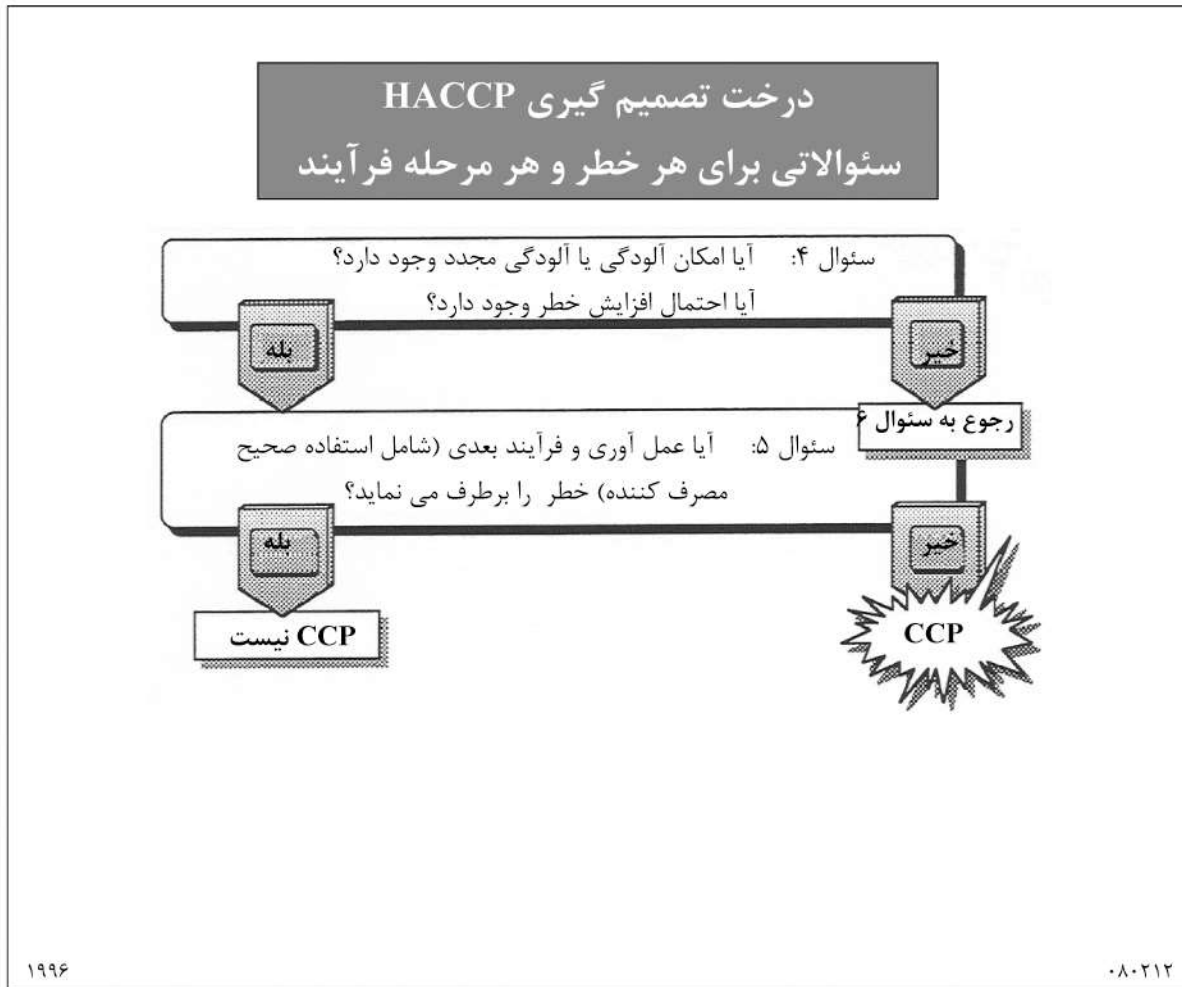 درخت تصمیم گیری HACCP
سئوالاتی برای هر خطر و هر مرحله فرآیند
سئوال ۴: آیا امکان آلودگی یا آلودگی مجدد وجود دارد؟
آیا احتمال افزایش خطر وجود دارد؟
خیر
بله
رجوع به سئوال ۶
سئوال ۵: آیا عمل آوری و فرآیند بعدی (شامل استفاده صحیح
مصرف کننده) خطر را برطرف می نماید؟
خیر
بله
CCP
CCP نیست
۱۹۹۶
۰۸۰۲۱۲